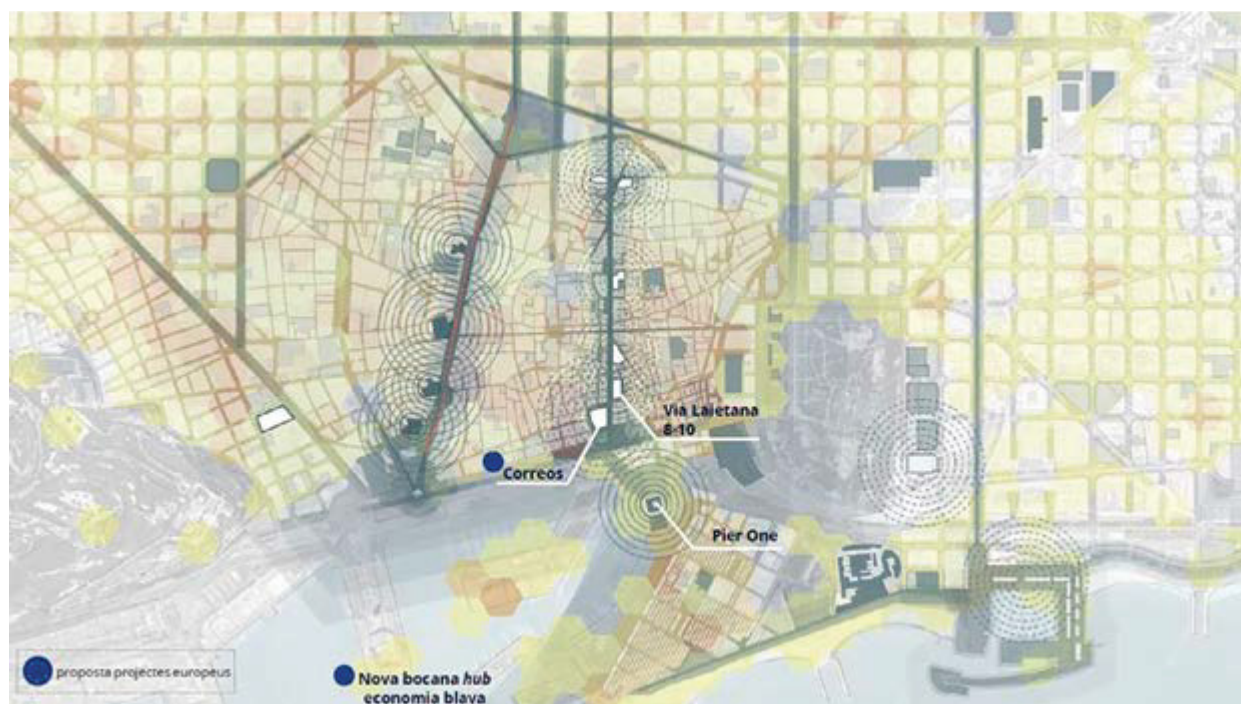 Via Laietana
8-10
Correos
Pier One
proposta projectes europeus
Nova bocana hub
economia blava